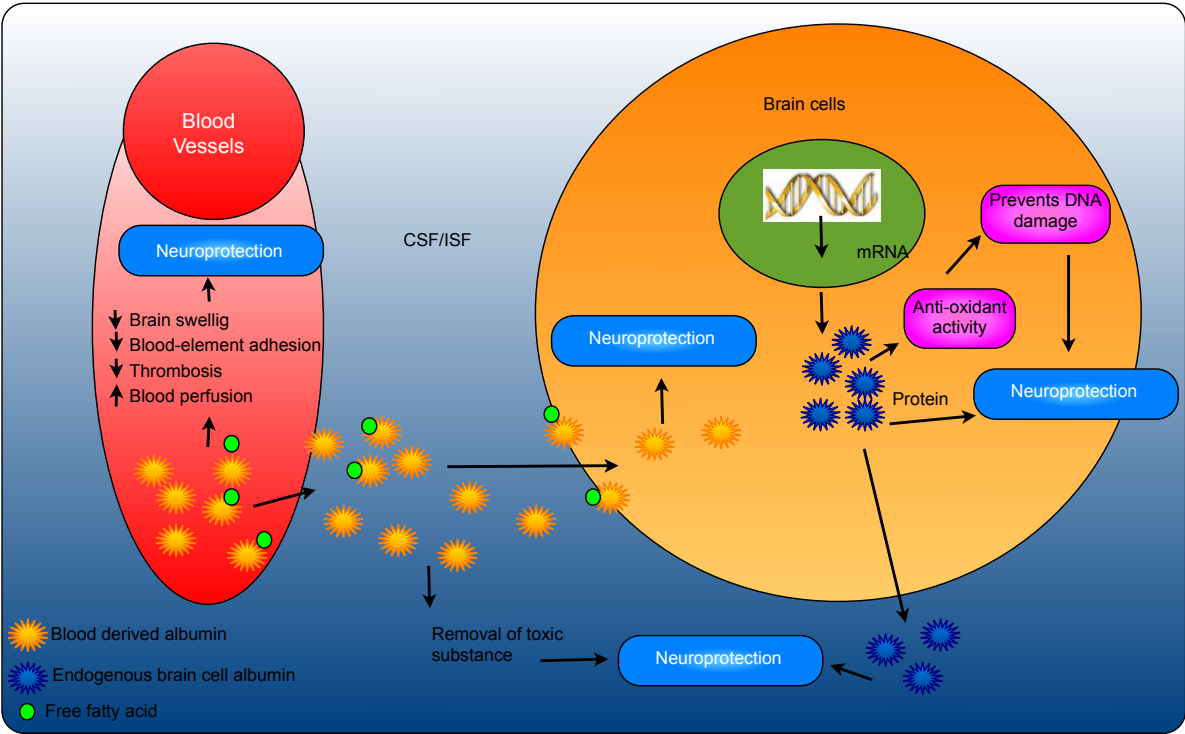 Blood
Vessels
Neuroprotection
Brain swellig
Blood-element adhesion
Thrombosis
Blood perfusion
CSF/ISF
Brain cells
mRNA
Prevents DNA
damage
Anti-oxidant
activity
Neuroprotection
Protein
Neuroprotection
Removal of toxic
substance
Neuroprotection
Blood derived albumin
Endogenous brain cell albumin
Free fatty acid